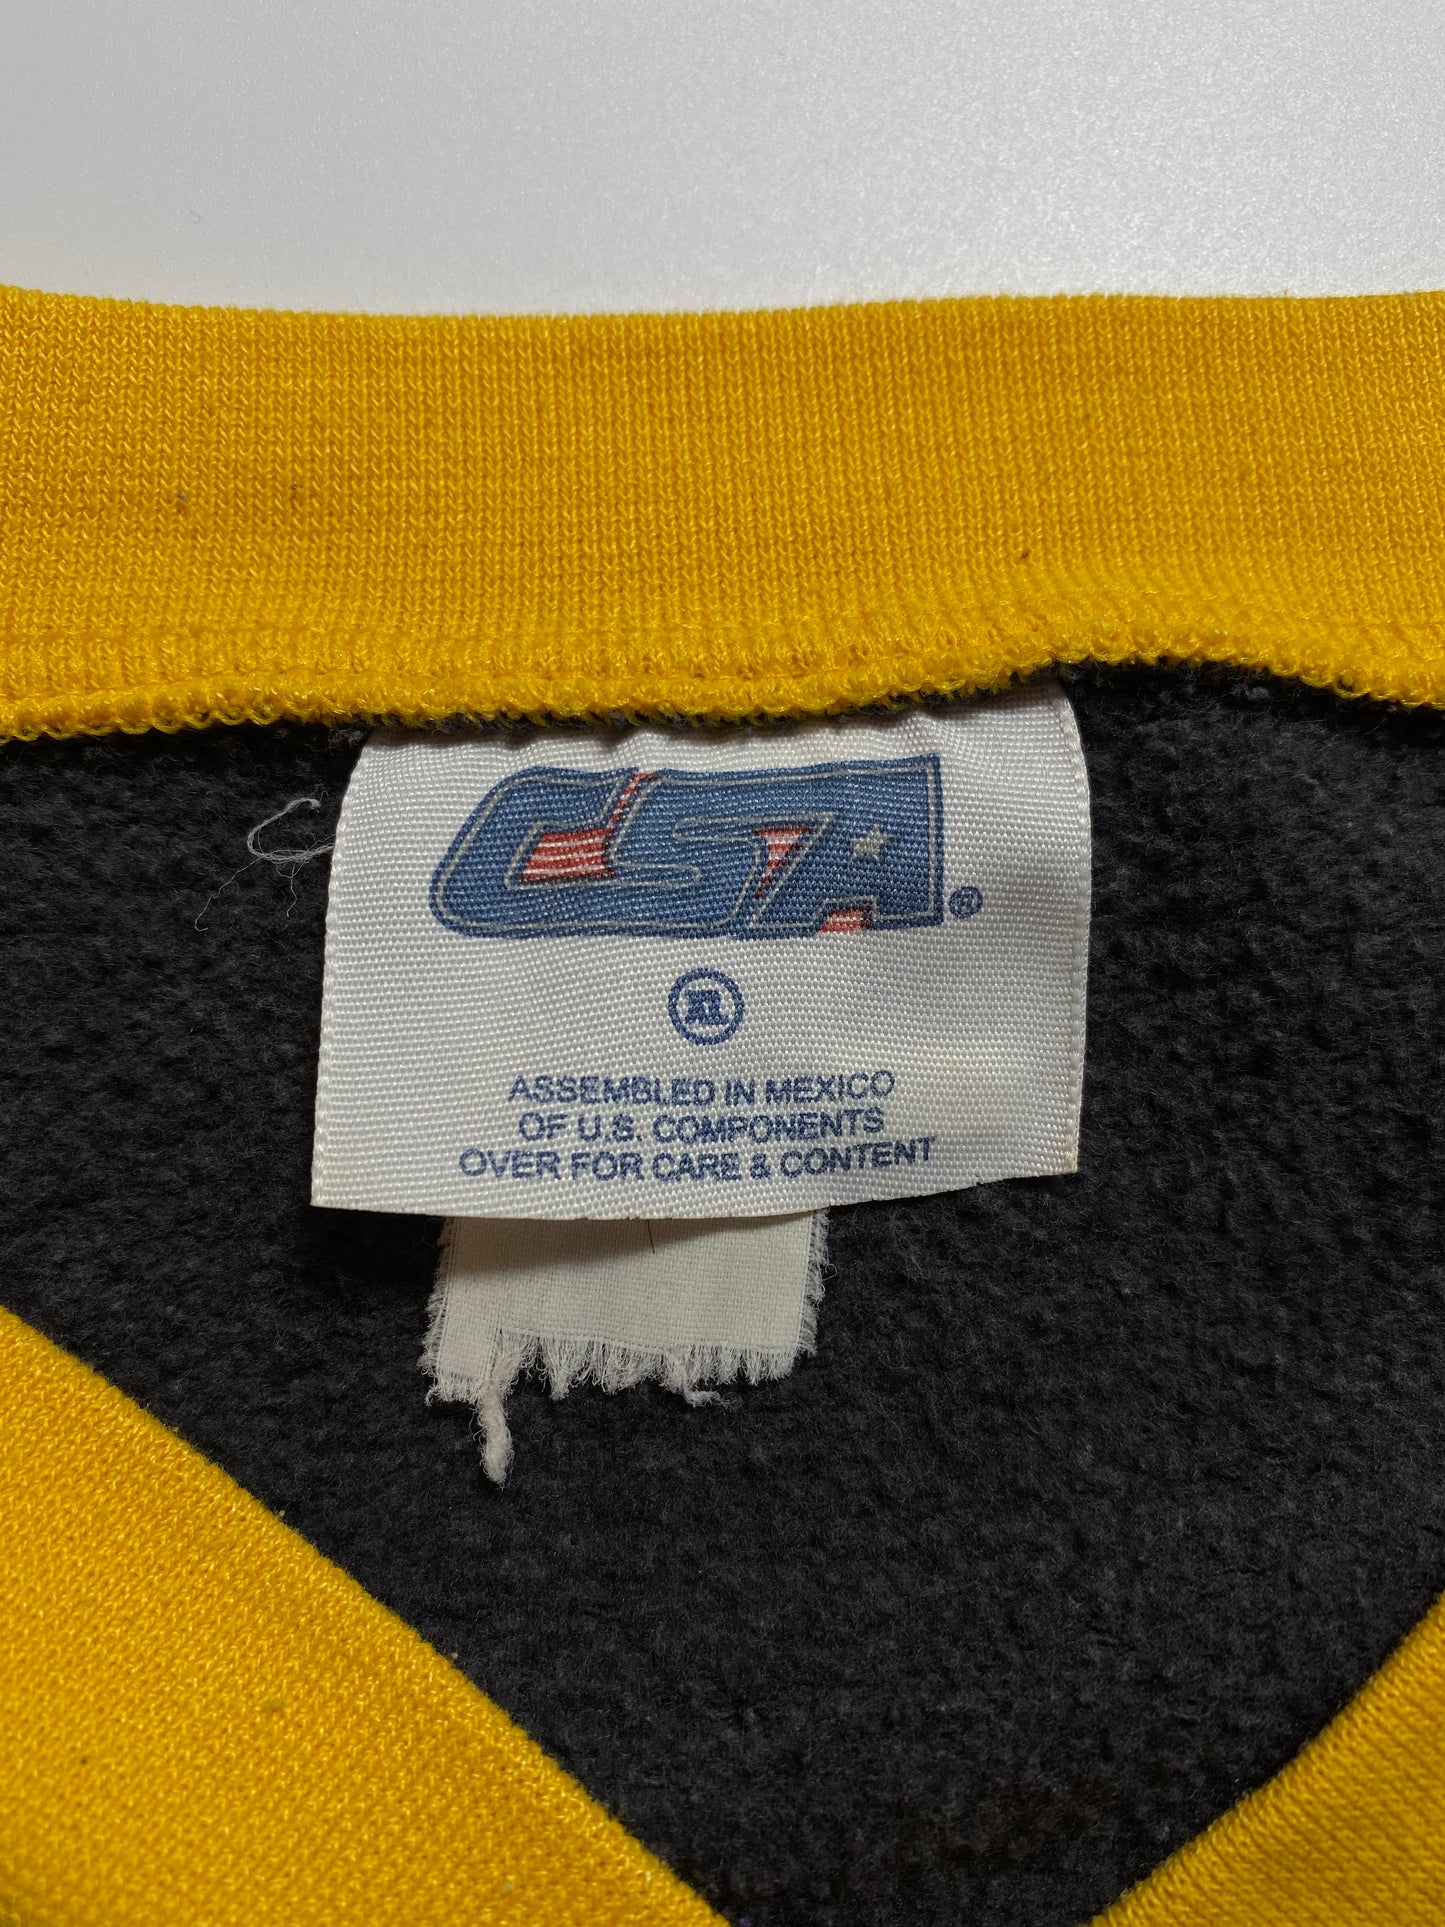 CSA®
XL
ASSEMBLED IN MEXICO
OF U.S. COMPONENTS
OVER FOR CARE & CONTENT